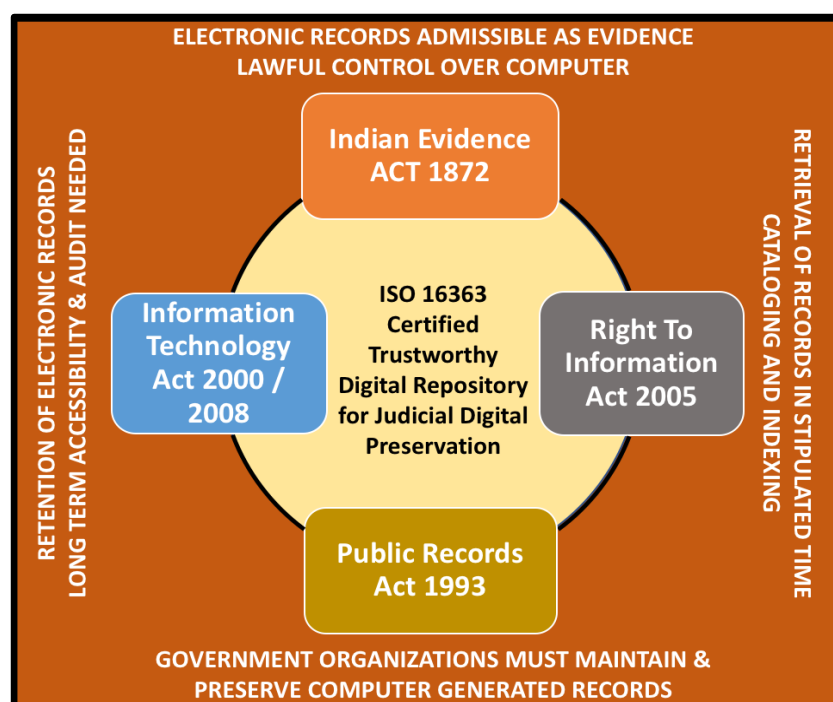 ELECTRONIC RECORDS ADMISSIBLE AS EVIDENCE
LAWFUL CONTROL OVER COMPUTER
Indian Evidence
ACT 1872
RETENTION OF ELECTRONIC RECORDS
LONG TERM ACCESSIBILITY & AUDIT NEEDED
Information
Technology
Act 2000 /
2008
ISO 16363
Certified
Trustworthy
Digital Repository
for Judicial Digital
Preservation
Right To
Information
Act 2005
RETRIEVAL OF RECORDS IN STIPULATED TIME
CATALOGING AND INDEXING
Public Records
Act 1993
GOVERNMENT ORGANIZATIONS MUST MAINTAIN &
PRESERVE COMPUTER GENERATED RECORDS